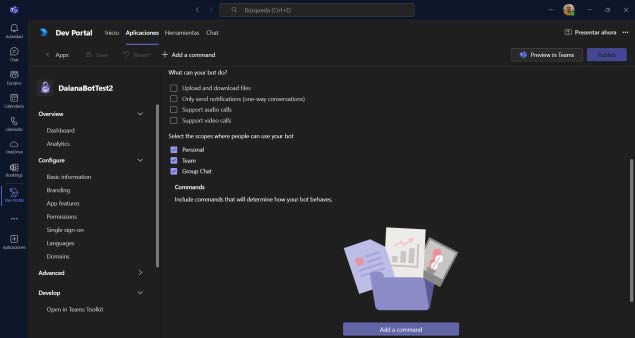 Búsqueda (Ctrl+E)
Dev Portal Inicio Aplicaciones Herramientas Chat Presentar ahora
Apps Save Revert Add a command Preview in Teams Publish
Actividad
Chat
Equipos
Calendario
Llamadas
OneDrive
Bookings
Dev Portal
Aplicaciones
DaianaBotTest2
Overview
Dashboard
Analytics
Configure
Basic information
Branding
App features
Permissions
Single sign-on
Languages
Domains
Advanced
Develop
Open in Teams Toolkit
What can your bot do?
Upload and download files
Only send notifications (one-way conversations)
Support audio calls
Support video calls
Select the scopes where people can use your bot
Personal
Team
Group Chat
Commands
Include commands that will determine how your bot behaves.
Add a command